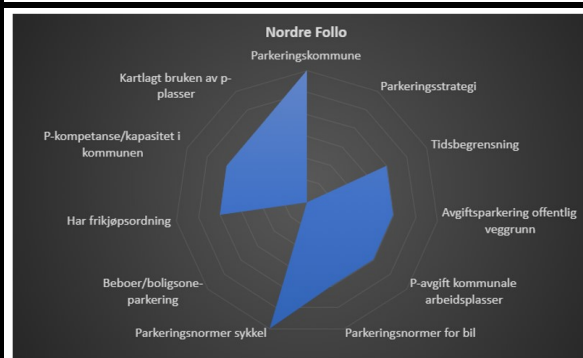 Nordre Follo
Parkeringskommune
Kartlagt bruken av p-
plasser
Parkeringsstrategi
P-kompetanse/kapasitet i
kommunen
Tidsbegrensning
Har frikjøpsordning
Avgiftsparkering offentlig
veggrunn
Beboer/boligsone-
parkering
P-avgift kommunale
arbeidsplasser
Parkeringsnormer sykkel
Parkeringsnormer for bil